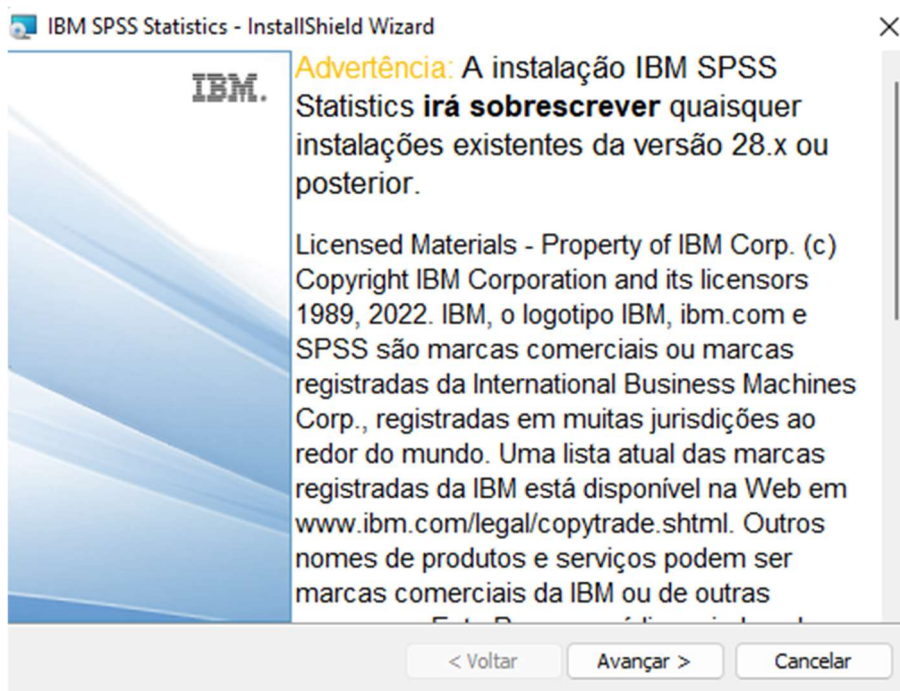 IBM SPSS Statistics - InstallShield Wizard
IBM.
Advertência: A instalação IBM SPSS
Statistics irá sobrescrever quaisquer
instalações existentes da versão 28.x ou
posterior.
Licensed Materials - Property of IBM Corp. (c)
Copyright IBM Corporation and its licensors
1989, 2022. IBM, o logotipo IBM, ibm.com e
SPSS são marcas comerciais ou marcas
registradas da International Business Machines
Corp., registradas em muitas jurisdições ao
redor do mundo. Uma lista atual das marcas
registradas da IBM está disponível na Web em
www.ibm.com/legal/copytrade.shtml. Outros
nomes de produtos e serviços podem ser
marcas comerciais da IBM ou de outras
< Voltar
Avançar >
Cancelar